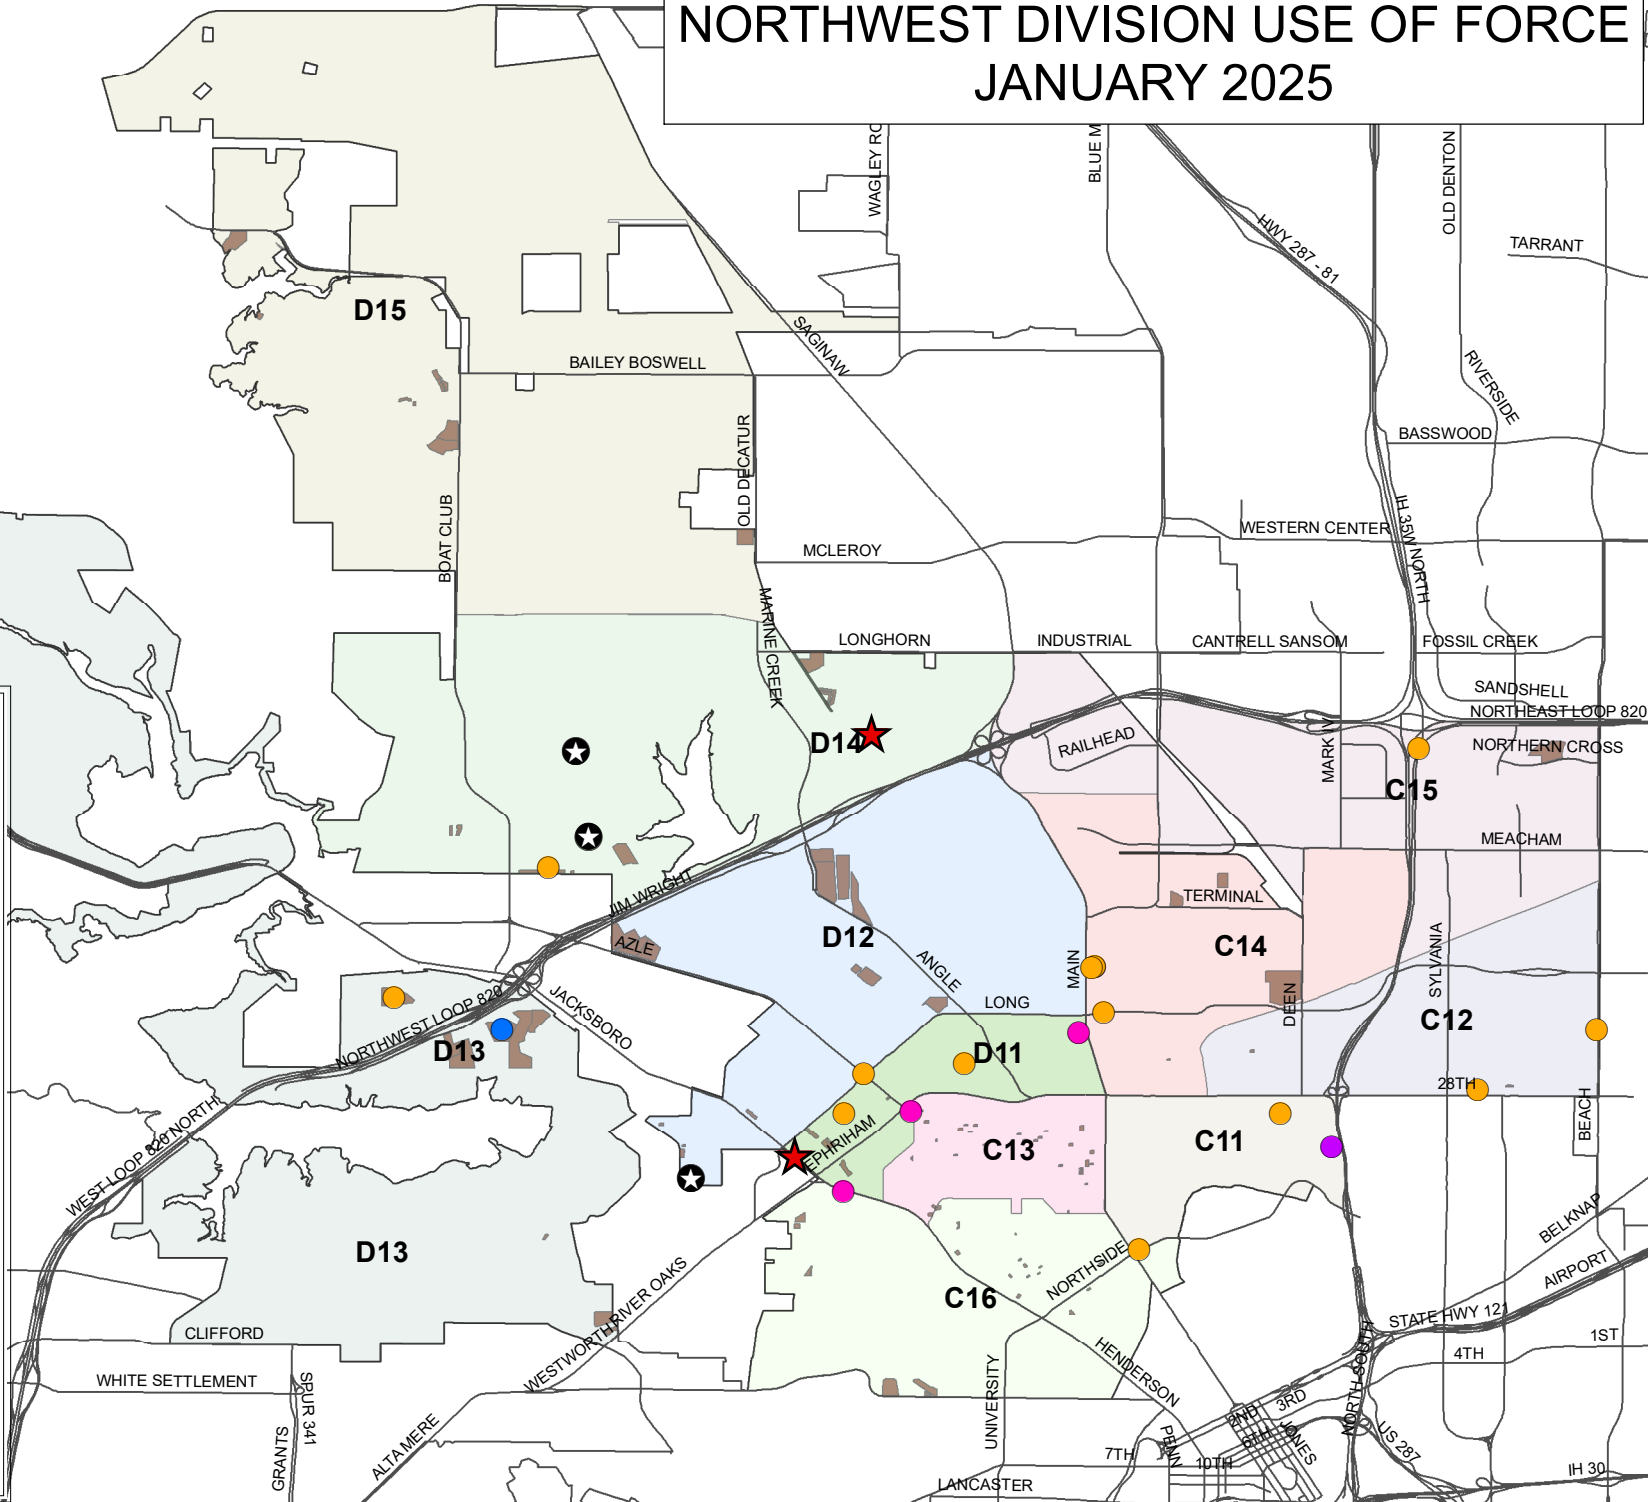 NORTHWEST DIVISION USE OF FORCE
JANUARY 2025
WAGLEY RO
BLUE M
OLD DENTON
HWY 287 - 81
TARRANT
D15
SAGINAW
BAILEY BOSWELL
RIVERSIDE
OLD DECATUR
BASSWOOD
BOAT CLUB
IH 35W NORTH
WESTERN CENTER
MCLEROY
MARINE CREEK
LONGHORN
INDUSTRIAL
CANTRELL SANSOM
FOSSIL CREEK
SANDSHELL
NORTHEAST LOOP 820
D14
RAILHEAD
MARK IV
NORTHERN CROSS
C15
MEACHAM
JIM WRIGHT
TERMINAL
D12
AZLE
C14
ANGLE
MAIN
SYLVANIA
JACKSBORO
LONG
DEEN
NORTHWEST LOOP 820
C12
D13
D11
28TH
BEACH
WEST LOOP 820 NORTH
EPHRIHAM
C13
C11
D13
BELKNAP
NORTHSIDE
AIRPORT
C16
RIVER OAKS
STATE HWY 121
CLIFFORD
1ST
WESTWORTH
HENDERSON
NORTH-SOUTH
4TH
WHITE SETTLEMENT
SPUR 341
UNIVERSITY
3RD
2ND
ALTA MERE
GRANTS
6TH
JONES
US 287
PENN
7TH
10TH
IH 30
LANCASTER